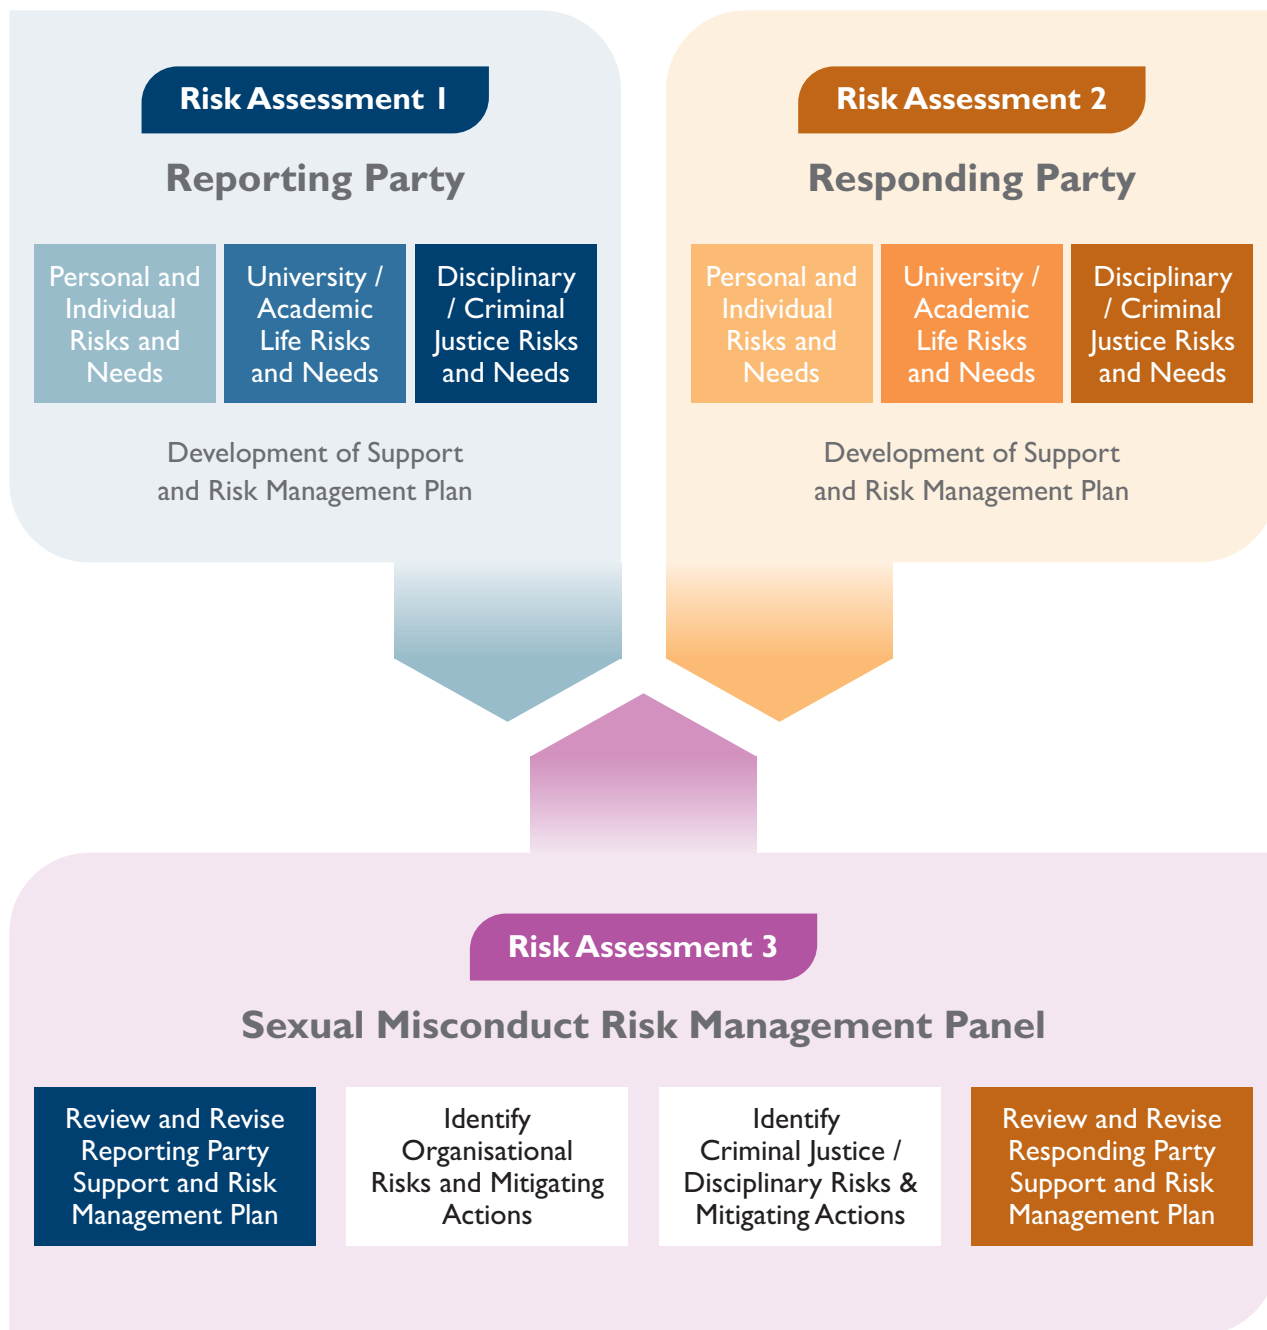 Risk Assessment 1
Reporting Party
Personal and
Individual
Risks and
Needs
University /
Academic
Life Risks
and Needs
Disciplinary
/ Criminal
Justice Risks
and Needs
Development of Support
and Risk Management Plan
Risk Assessment 2
Responding Party
Personal and
Individual
Risks and
Needs
University /
Academic
Life Risks
and Needs
Disciplinary
/ Criminal
Justice Risks
and Needs
Development of Support
and Risk Management Plan
Risk Assessment 3
Sexual Misconduct Risk Management Panel
Review and Revise
Reporting Party
Support and Risk
Management Plan
Identify
Organisational
Risks and Mitigating
Actions
Identify
Criminal Justice /
Disciplinary Risks &
Mitigating Actions
Review and Revise
Responding Party
Support and Risk
Management Plan